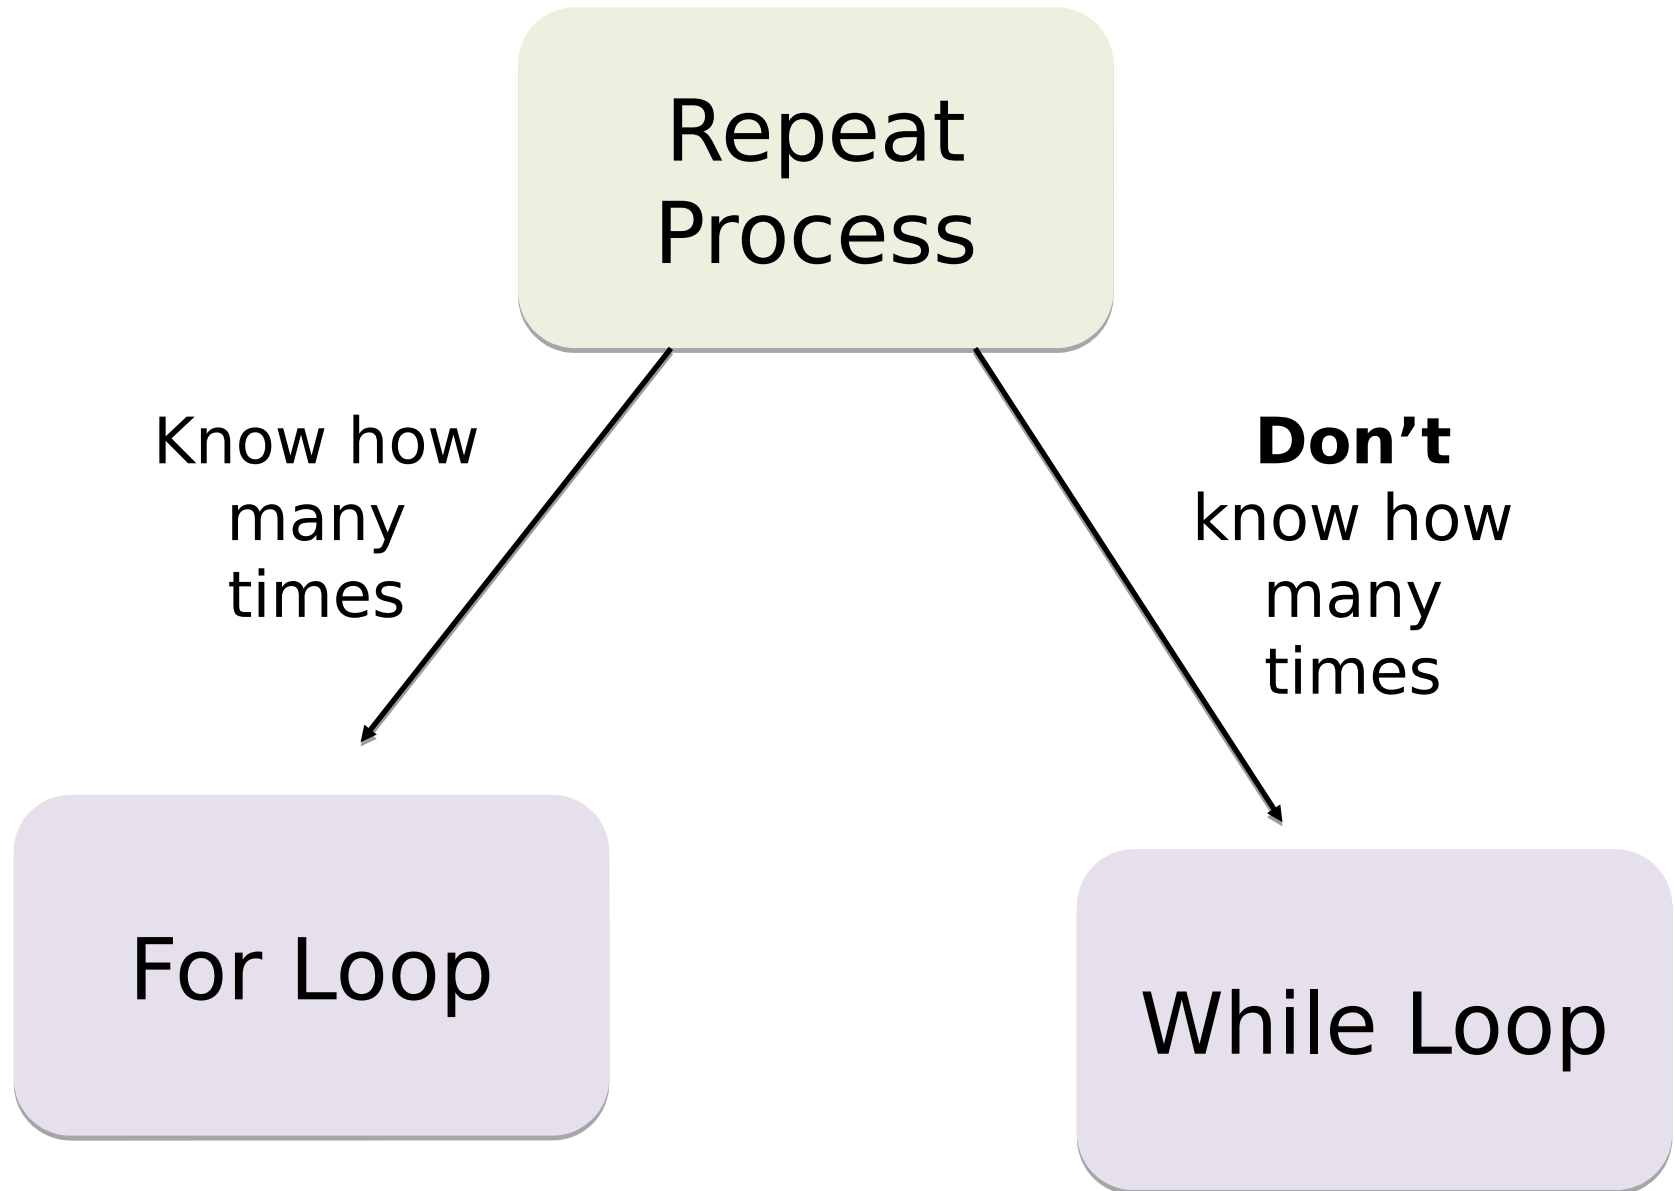 Repeat
Process
Know how
many
times
Don’t
know how
many
times
For Loop
While Loop